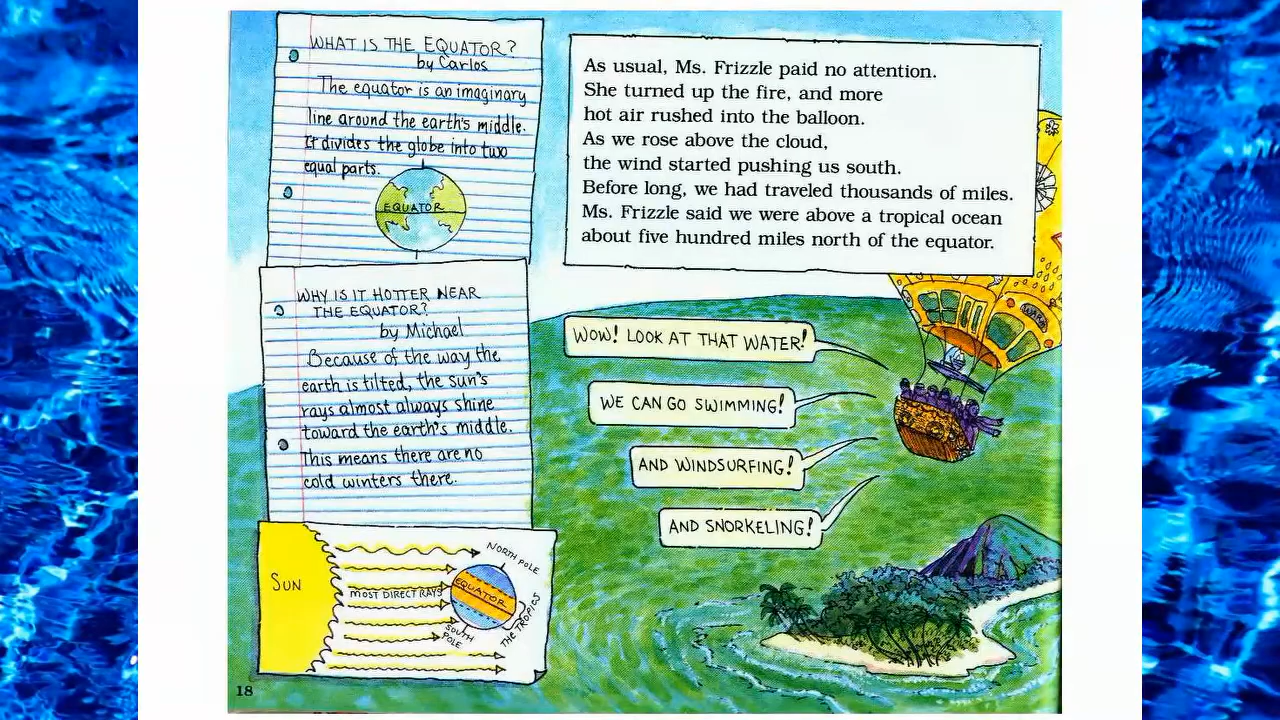 WHAT IS THE EQUATOR?
by Carlos
The equator is an imaginary
line around the earth's middle.
It divides the globe into two
equal parts.
EQUATOR
WHY IS IT HOTTER NEAR
THE EQUATOR?
by Michael
Because of the way the
earth is tilted, the sun's
rays almost always shine
toward the earth's middle.
This means there are no
cold winters there.
SUN
MOST DIRECT RAYS
NORTH POLE
EQUATOR
SOUTH
POLE
THE TROPICS
18
As usual, Ms. Frizzle paid no attention.
She turned up the fire, and more
hot air rushed into the balloon.
As we rose above the cloud,
the wind started pushing us south.
Before long, we had traveled thousands of miles.
Ms. Frizzle said we were above a tropical ocean
about five hundred miles north of the equator.
WOW! LOOK AT THAT WATER!
WE CAN GO SWIMMING!
AND WINDSURFING!
AND SNORKELING!